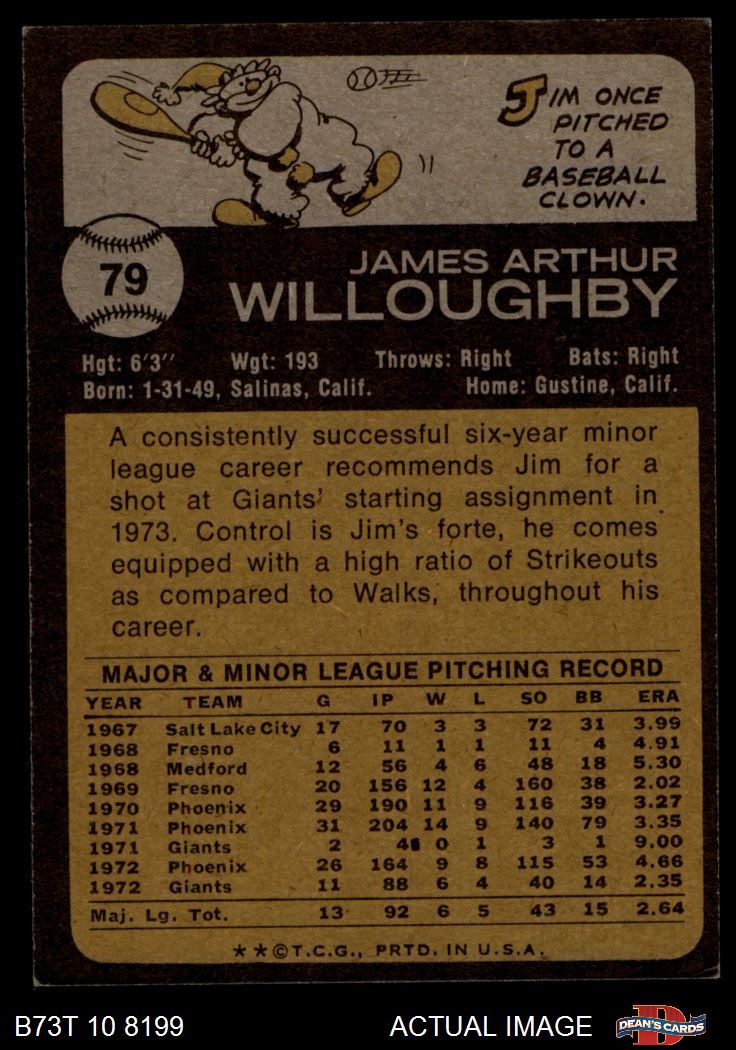 JIM ONCE
PITCHED
TO A
BASEBALL
CLOWN.
79
JAMES ARTHUR
WILLOUGHBY
Hgt: 6'3" Wgt: 193 Throws: Right Bats: Right
Born: 1-31-49, Salinas, Calif. Home: Gustine, Calif.
A consistently successful six-year minor
league career recommends Jim for a
shot at Giants' starting assignment in
1973. Control is Jim's forte, he comes
equipped with a high ratio of Strikeouts
as compared to Walks, throughout his
career.
MAJOR & MINOR LEAGUE PITCHING RECORD
YEAR TEAM G IP W L SO BB ERA
1967 Salt Lake City 17 70 3 3 72 31 3.99
1968 Fresno 6 11 1 1 11 4 4.91
1968 Medford 12 56 4 6 48 18 5.30
1969 Fresno 20 156 12 4 160 38 2.02
1970 Phoenix 29 190 11 9 116 39 3.27
1971 Phoenix 31 204 14 9 140 79 3.35
1971 Giants 2 4 0 1 3 1 9.00
1972 Phoenix 26 164 9 8 115 53 4.66
1972 Giants 11 88 6 4 40 14 2.35
Maj. Lg. Tot. 13 92 6 5 43 15 2.64
**©T.C.G., PRTD. IN U.S.A.
B73T 10 8199 ACTUAL IMAGE DEAN'S CARDS